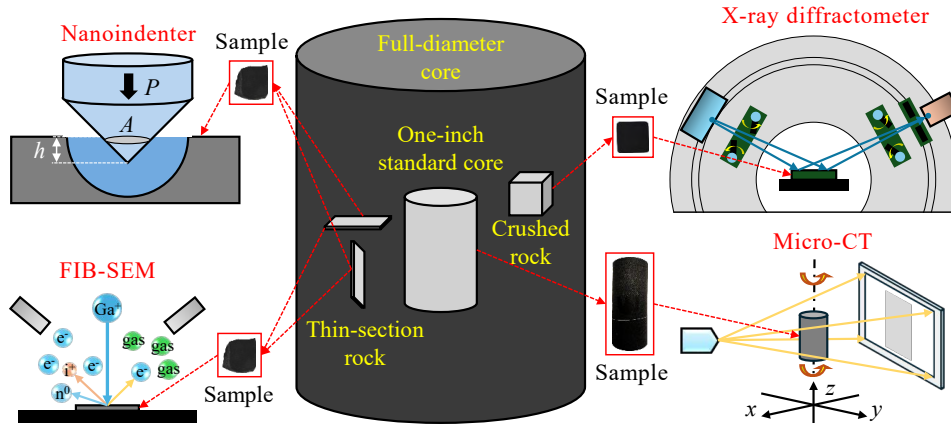 Nanoindenter
P
A
h
Sample
Full-diameter
core
One-inch
standard core
Crushed
rock
Thin-section
rock
Sample
X-ray diffractometer
FIB-SEM
Ga⁺
e⁻
gas
gas
e⁻
i⁺
e⁻
e⁻
gas
n⁰
Sample
Sample
Micro-CT
z
x
y